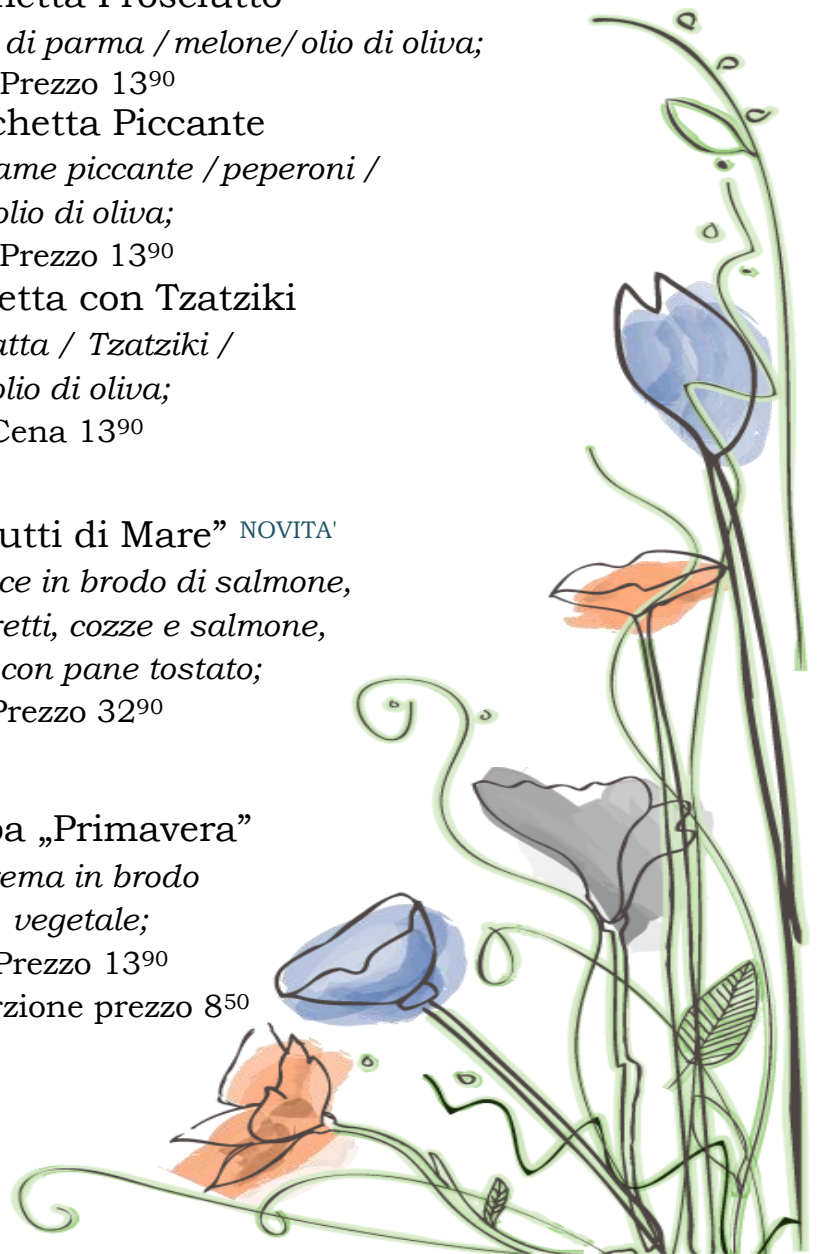 hetta Prosciutto
di parma / melone/ olio di oliva;
Prezzo 13⁹⁰
chetta Piccante
ame piccante / peperoni /
olio di oliva;
Prezzo 13⁹⁰
etta con Tzatziki
atta / Tzatziki /
olio di oliva;
Cena 13⁹⁰
utti di Mare” NOVITA'
ce in brodo di salmone,
retti, cozze e salmone,
con pane tostato;
Prezzo 32⁹⁰
pa „Primavera”
rema in brodo
vegetale;
Prezzo 13⁹⁰
rzione prezzo 8⁵⁰